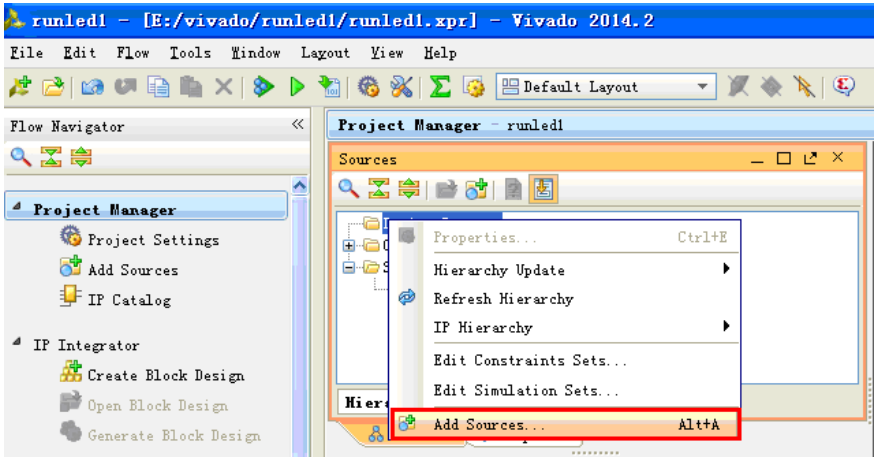 runled1 - [E:/vivado/runled1/runled1.xpr] - Vivado 2014.2
File Edit Flow Tools Window Layout View Help
Default Layout
Flow Navigator
Project Manager - runled1
Sources
Project Manager
Project Settings
Add Sources
IP Catalog
IP Integrator
Create Block Design
Open Block Design
Generate Block Design
Properties... Ctrl+E
Hierarchy Update
Refresh Hierarchy
IP Hierarchy
Edit Constraints Sets...
Edit Simulation Sets...
Add Sources... Alt+A